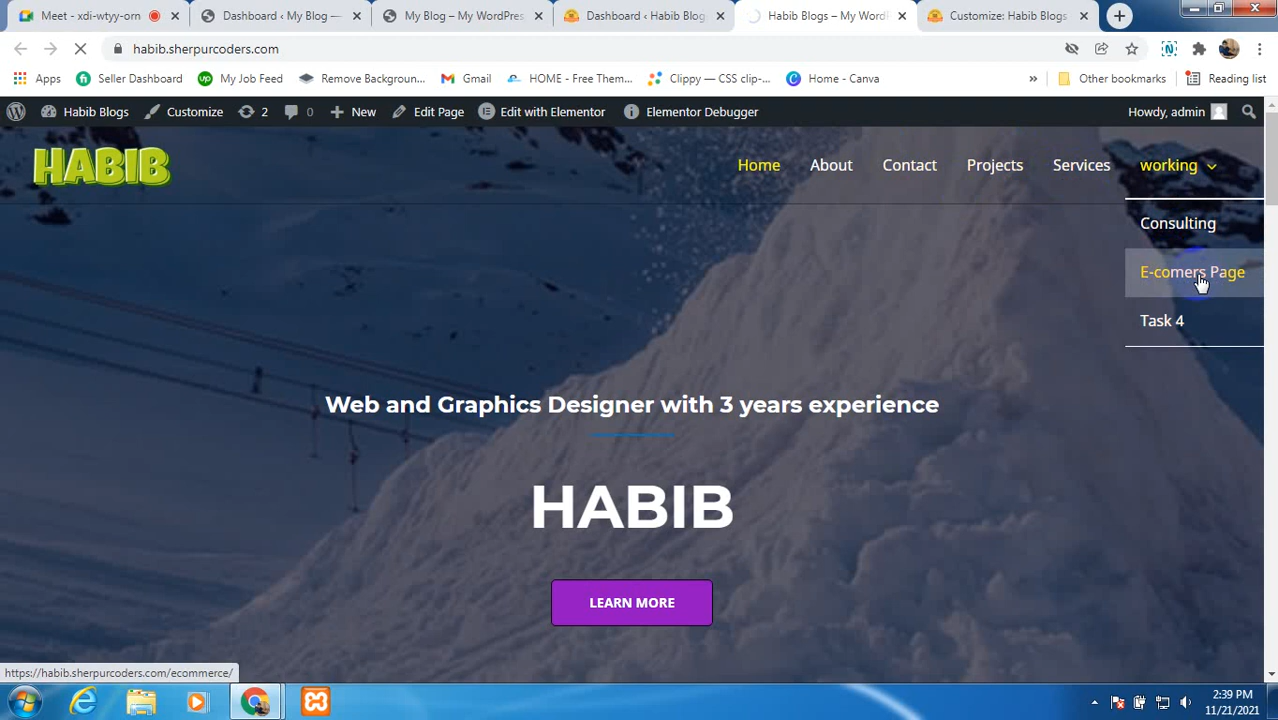 Meet - xdi-wtyy-orn
Dashboard ‹ My Blog —
My Blog – My WordPres
Dashboard ‹ Habib Blog
Habib Blogs – My Word
Customize: Habib Blogs
habib.sherpurcoders.com
Apps
Seller Dashboard
My Job Feed
Remove Backgroun...
Gmail
HOME - Free Them...
Clippy — CSS clip-...
Home - Canva
»
Other bookmarks
Reading list
Habib Blogs
Customize
2
0
New
Edit Page
Edit with Elementor
Elementor Debugger
Howdy, admin
HABIB
Home
About
Contact
Projects
Services
working
Consulting
E-comers Page
Task 4
Web and Graphics Designer with 3 years experience
HABIB
LEARN MORE
https://habib.sherpurcoders.com/ecommerce/
2:39 PM
11/21/2021